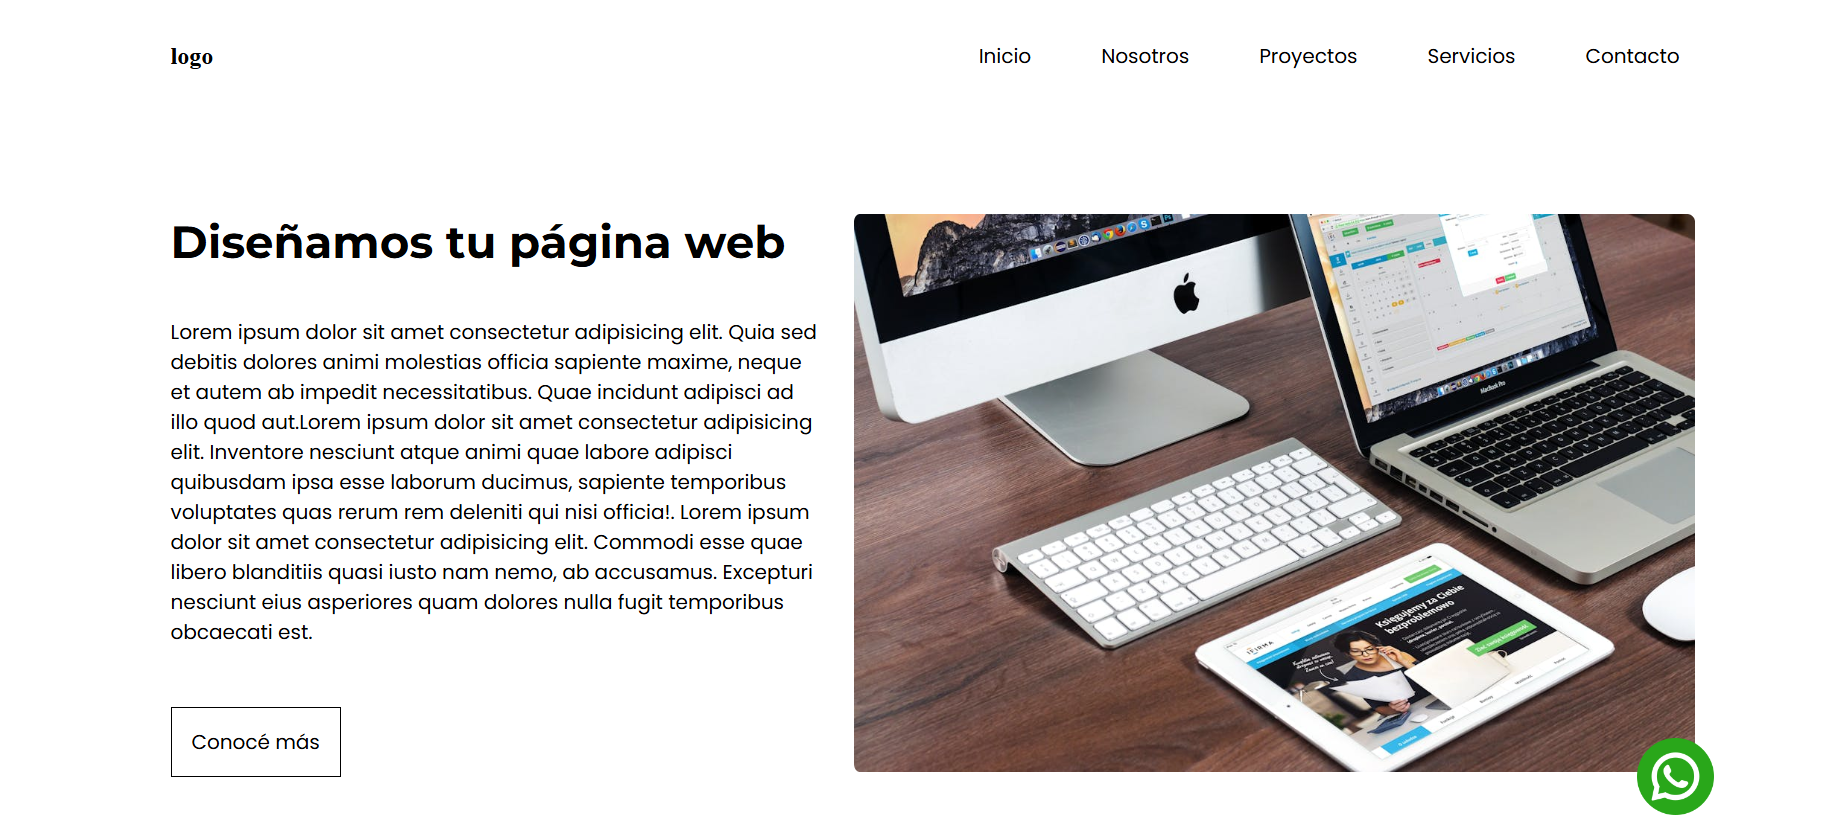 logo
Inicio Nosotros Proyectos Servicios Contacto
Diseñamos tu página web
Lorem ipsum dolor sit amet consectetur adipisicing elit. Quia sed
debitis dolores animi molestias officia sapiente maxime, neque
et autem ab impedit necessitatibus. Quae incidunt adipisci ad
illo quod aut.Lorem ipsum dolor sit amet consectetur adipisicing
elit. Inventore nesciunt atque animi quae labore adipisci
quibusdam ipsa esse laborum ducimus, sapiente temporibus
voluptates quas rerum rem deleniti qui nisi officia!. Lorem ipsum
dolor sit amet consectetur adipisicing elit. Commodi esse quae
libero blanditiis quasi iusto nam nemo, ab accusamus. Excepturi
nesciunt eius asperiores quam dolores nulla fugit temporibus
obcaecati est.
Conocé más
MacBook Pro
IFIRMA
Księgujemy za Ciebie
bezproblemowo